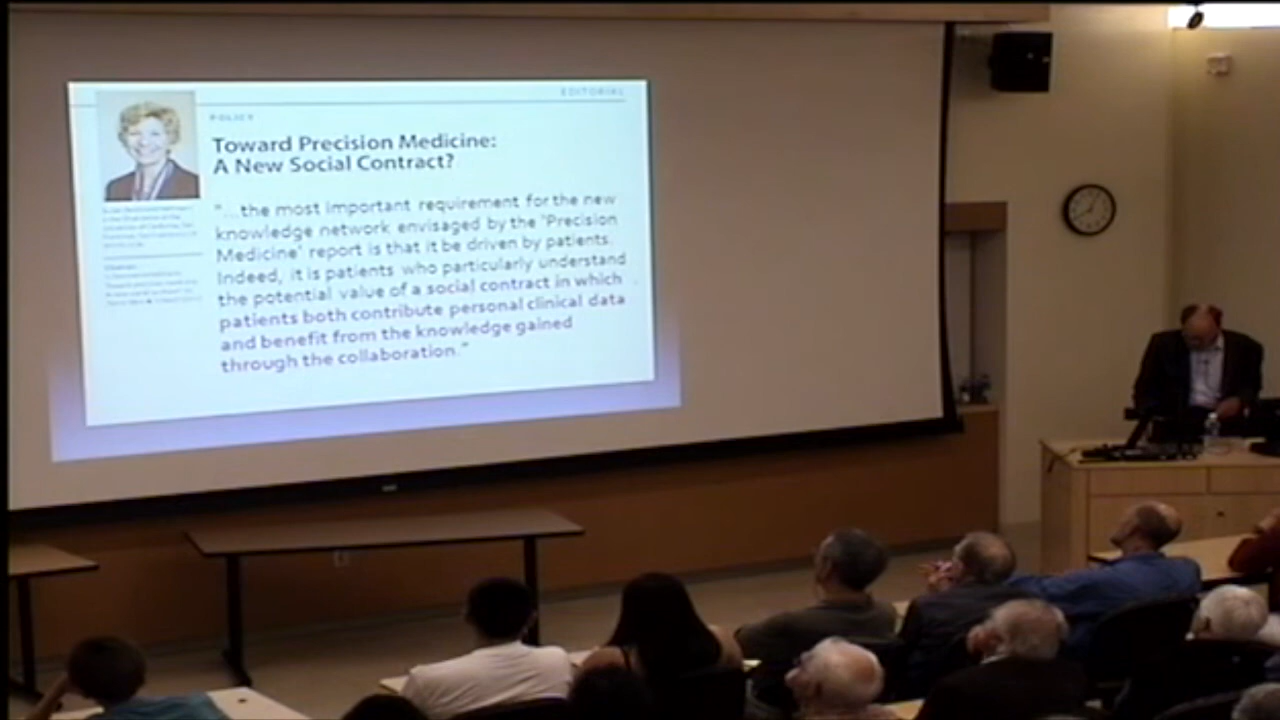 EDITORIAL
POLICY
Toward Precision Medicine:
A New Social Contract?
"...the most important requirement for the new
knowledge network envisaged by the 'Precision
Medicine' report is that it be driven by patients.
Indeed, it is patients who particularly understand
the potential value of a social contract in which
patients both contribute personal clinical data
and benefit from the knowledge gained
through the collaboration."